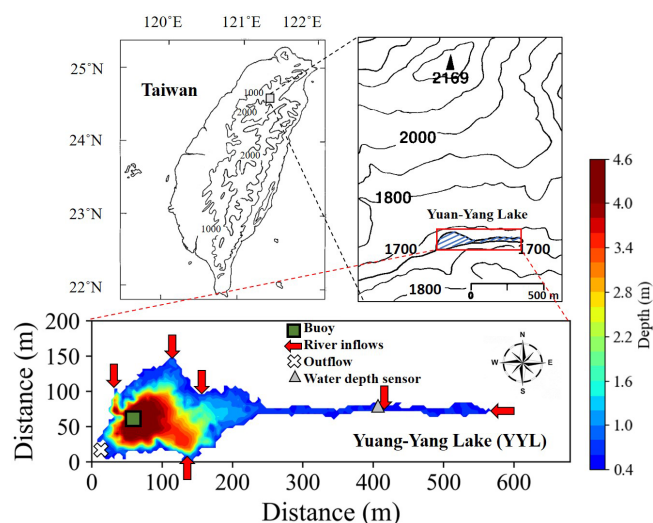 120°E 121°E 122°E
25°N
24°N
23°N
22°N
Taiwan
1000
2000
2000
1000
2169
2000
1800
Yuan-Yang Lake
1700
1700
1800
0 500 m
4.6
4.0
3.4
2.8
2.2
1.6
1.0
0.4
Depth (m)
200
150
100
50
0
Distance (m)
Buoy
River inflows
Outflow
Water depth sensor
N
W E
S
Yuang-Yang Lake (YYL)
0 100 200 300 400 500 600
Distance (m)